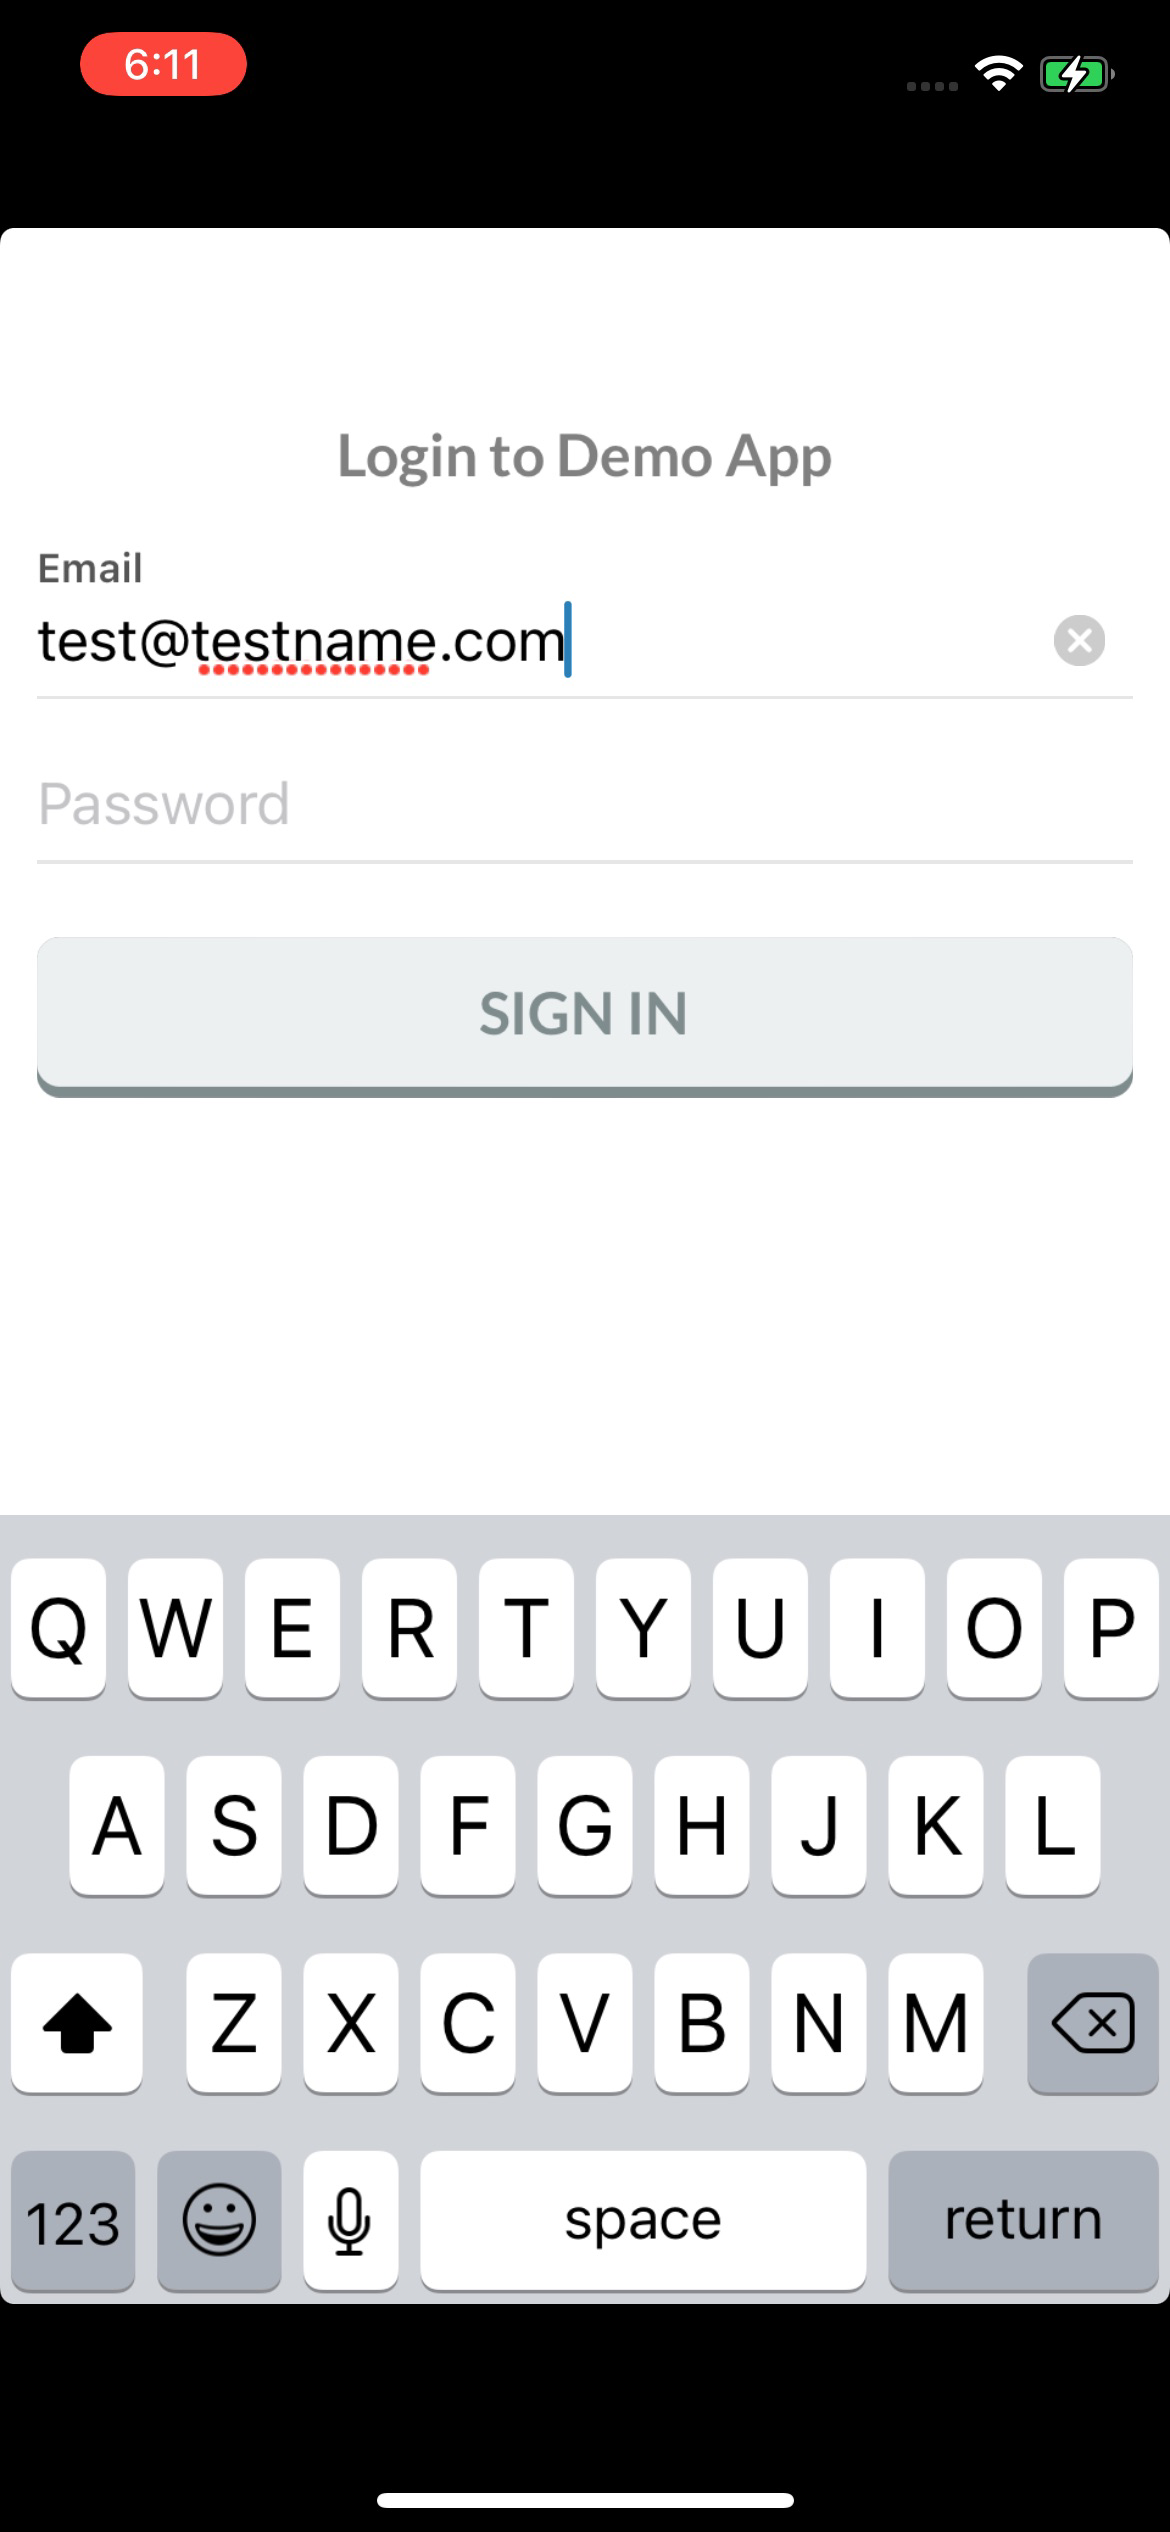 6:11
Login to Demo App
Email
test@testname.com
Password
SIGN IN
Q W E R T Y U I O P
A S D F G H J K L
Z X C V B N M
123 space return